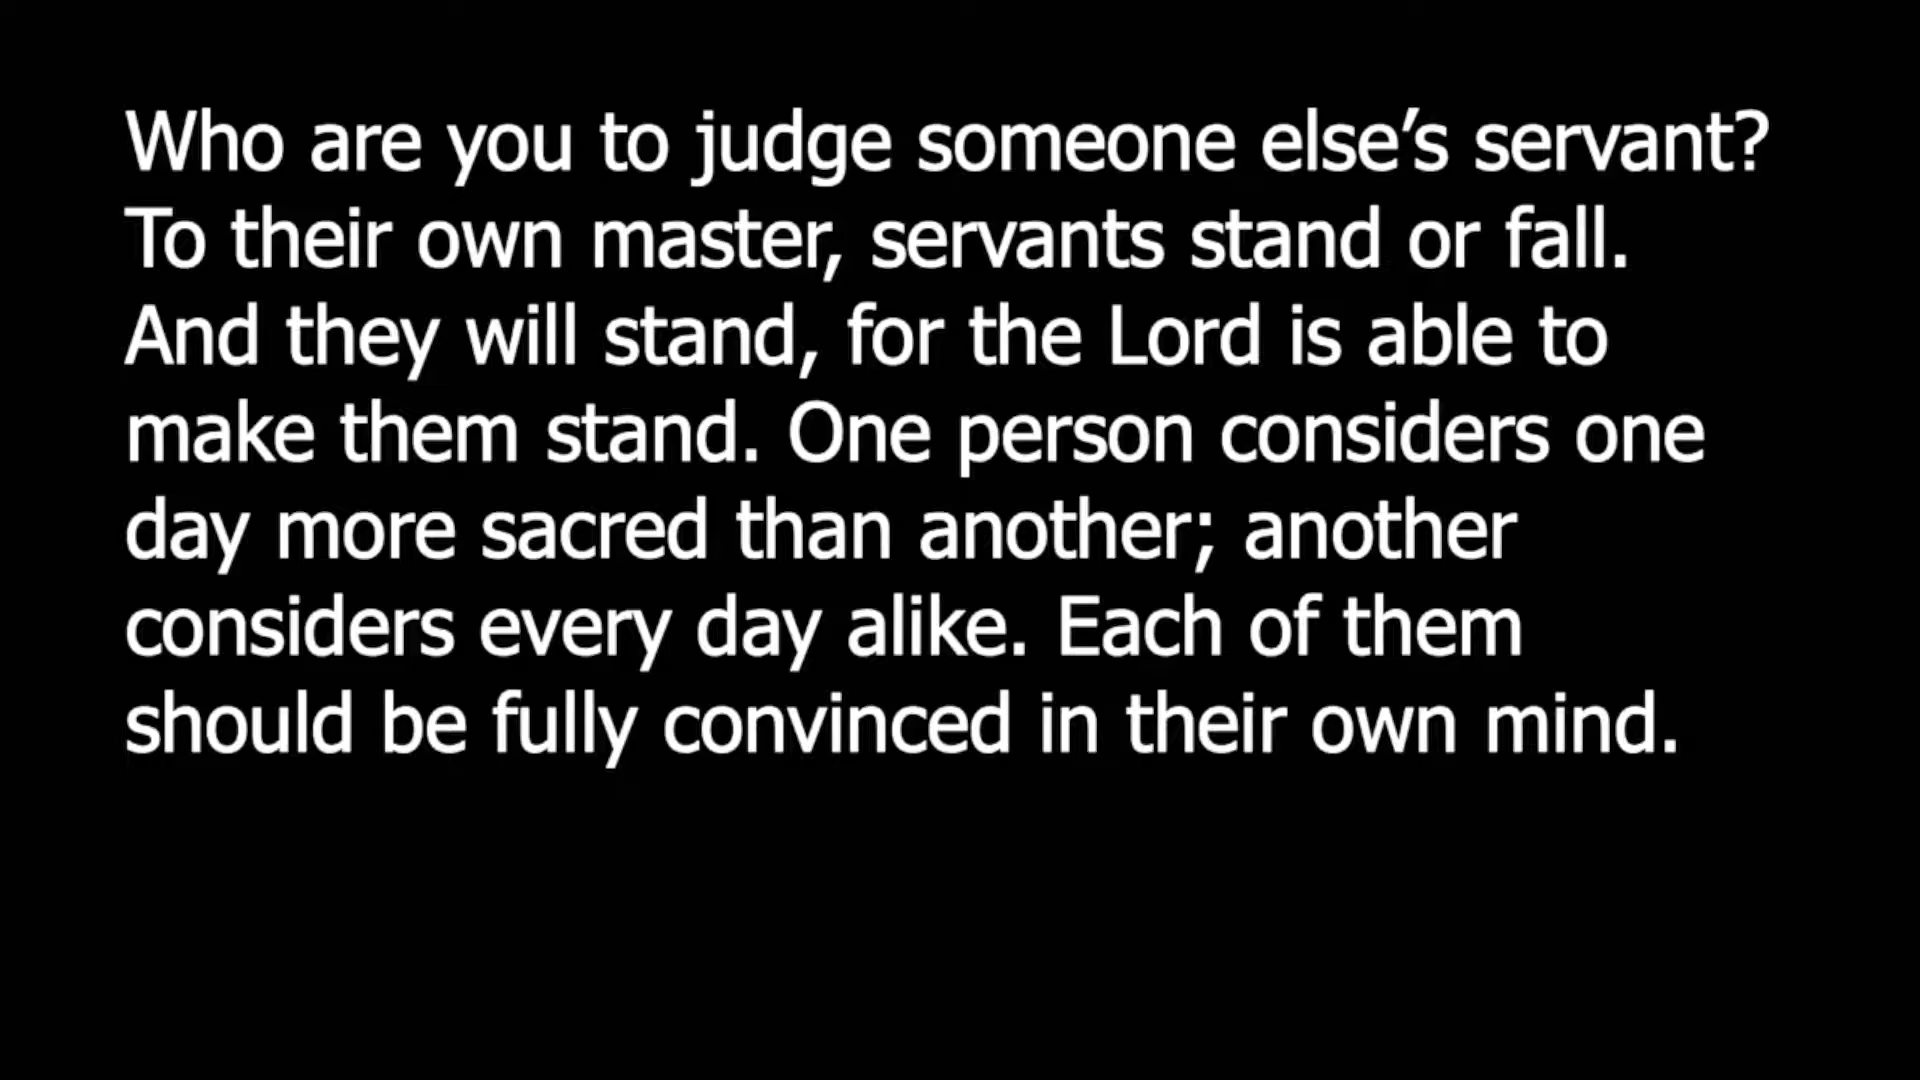 Who are you to judge someone else’s servant?
To their own master, servants stand or fall.
And they will stand, for the Lord is able to
make them stand. One person considers one
day more sacred than another; another
considers every day alike. Each of them
should be fully convinced in their own mind.